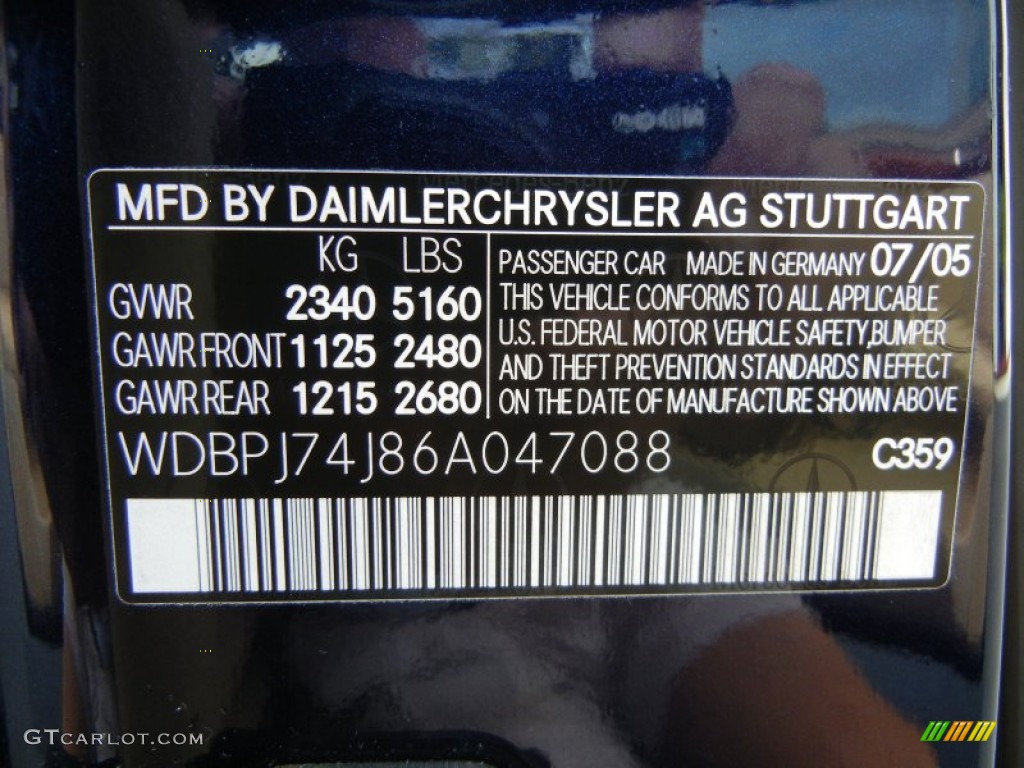 MFD BY DAIMLERCHRYSLER AG STUTTGART
KG LBS
GVWR 2340 5160
GAWR FRONT 1125 2480
GAWR REAR 1215 2680
PASSENGER CAR MADE IN GERMANY 07/05
THIS VEHICLE CONFORMS TO ALL APPLICABLE
U.S. FEDERAL MOTOR VEHICLE SAFETY,BUMPER
AND THEFT PREVENTION STANDARDS IN EFFECT
ON THE DATE OF MANUFACTURE SHOWN ABOVE
WDBPJ74J86A047088 C359
GTCARLOT.COM